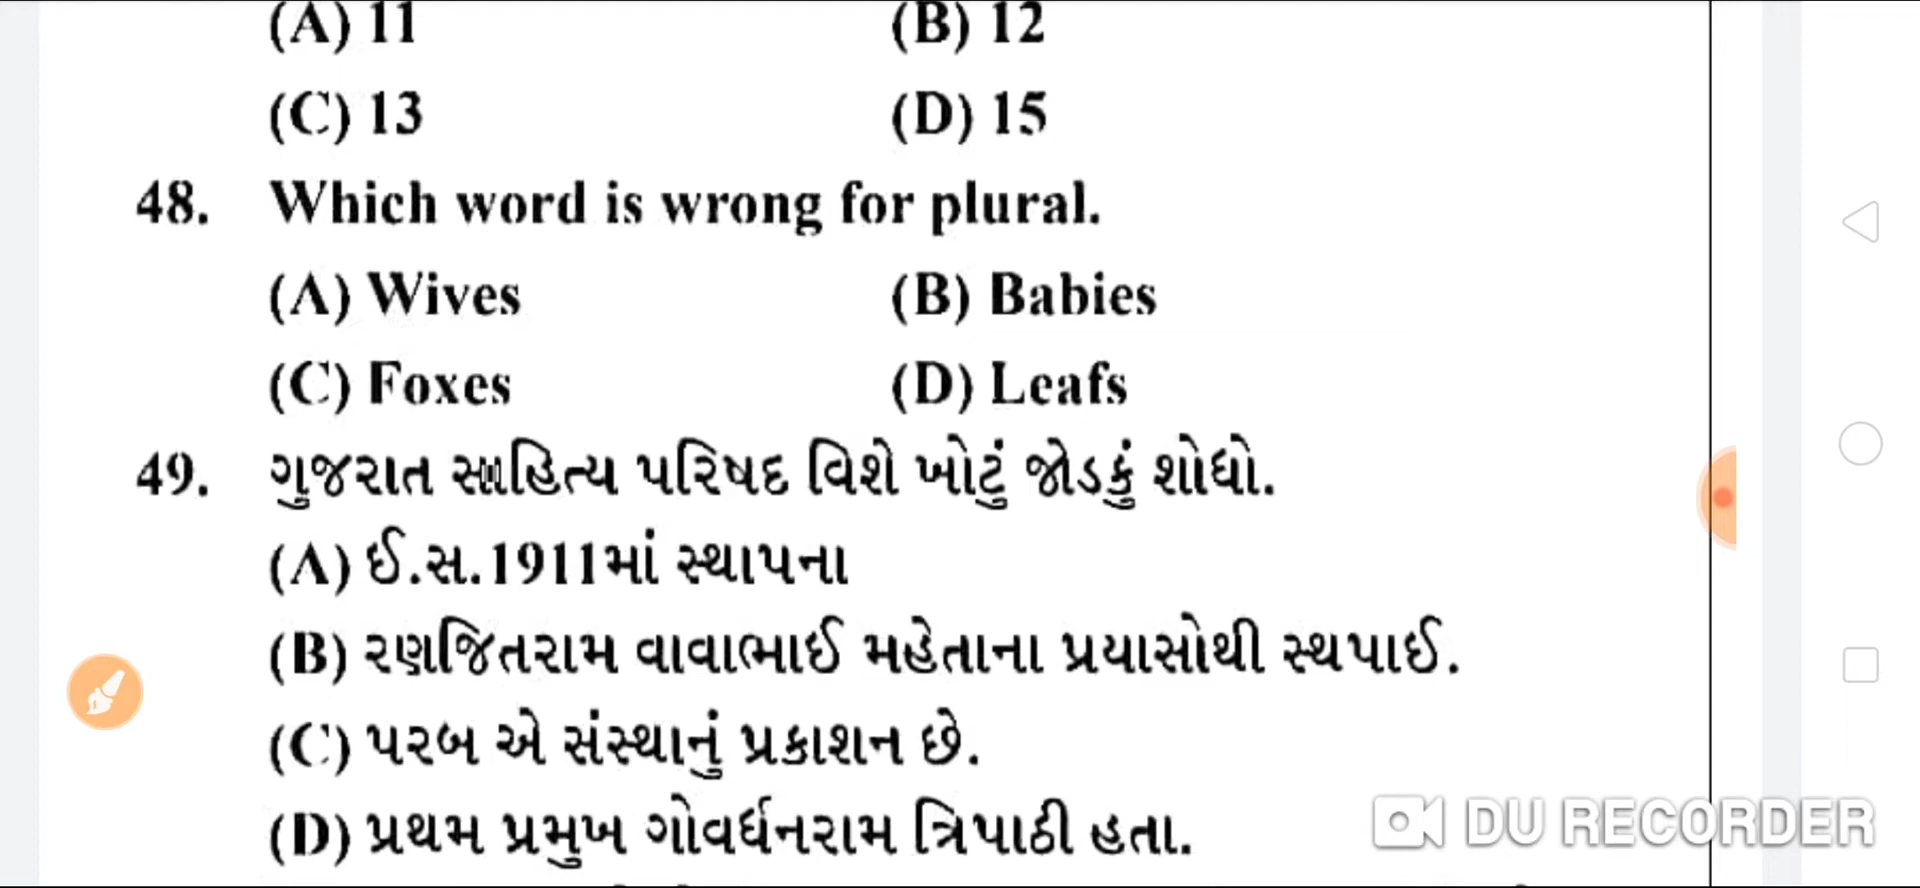 (A) 11 (B) 12
(C) 13 (D) 15
48. Which word is wrong for plural.
(A) Wives (B) Babies
(C) Foxes (D) Leafs
49. ગુજરાત સાહિત્ય પરિષદ વિશે ખોટું જોડકું શોધો.
(A) ઈ.સ.1911માં સ્થાપના
(B) રણજિતરામ વાવાભાઈ મહેતાના પ્રયાસોથી સ્થપાઈ.
(C) પરબ એ સંસ્થાનું પ્રકાશન છે.
(D) પ્રથમ પ્રમુખ ગોવર્ધનરામ ત્રિપાઠી હતા.
DU RECORDER